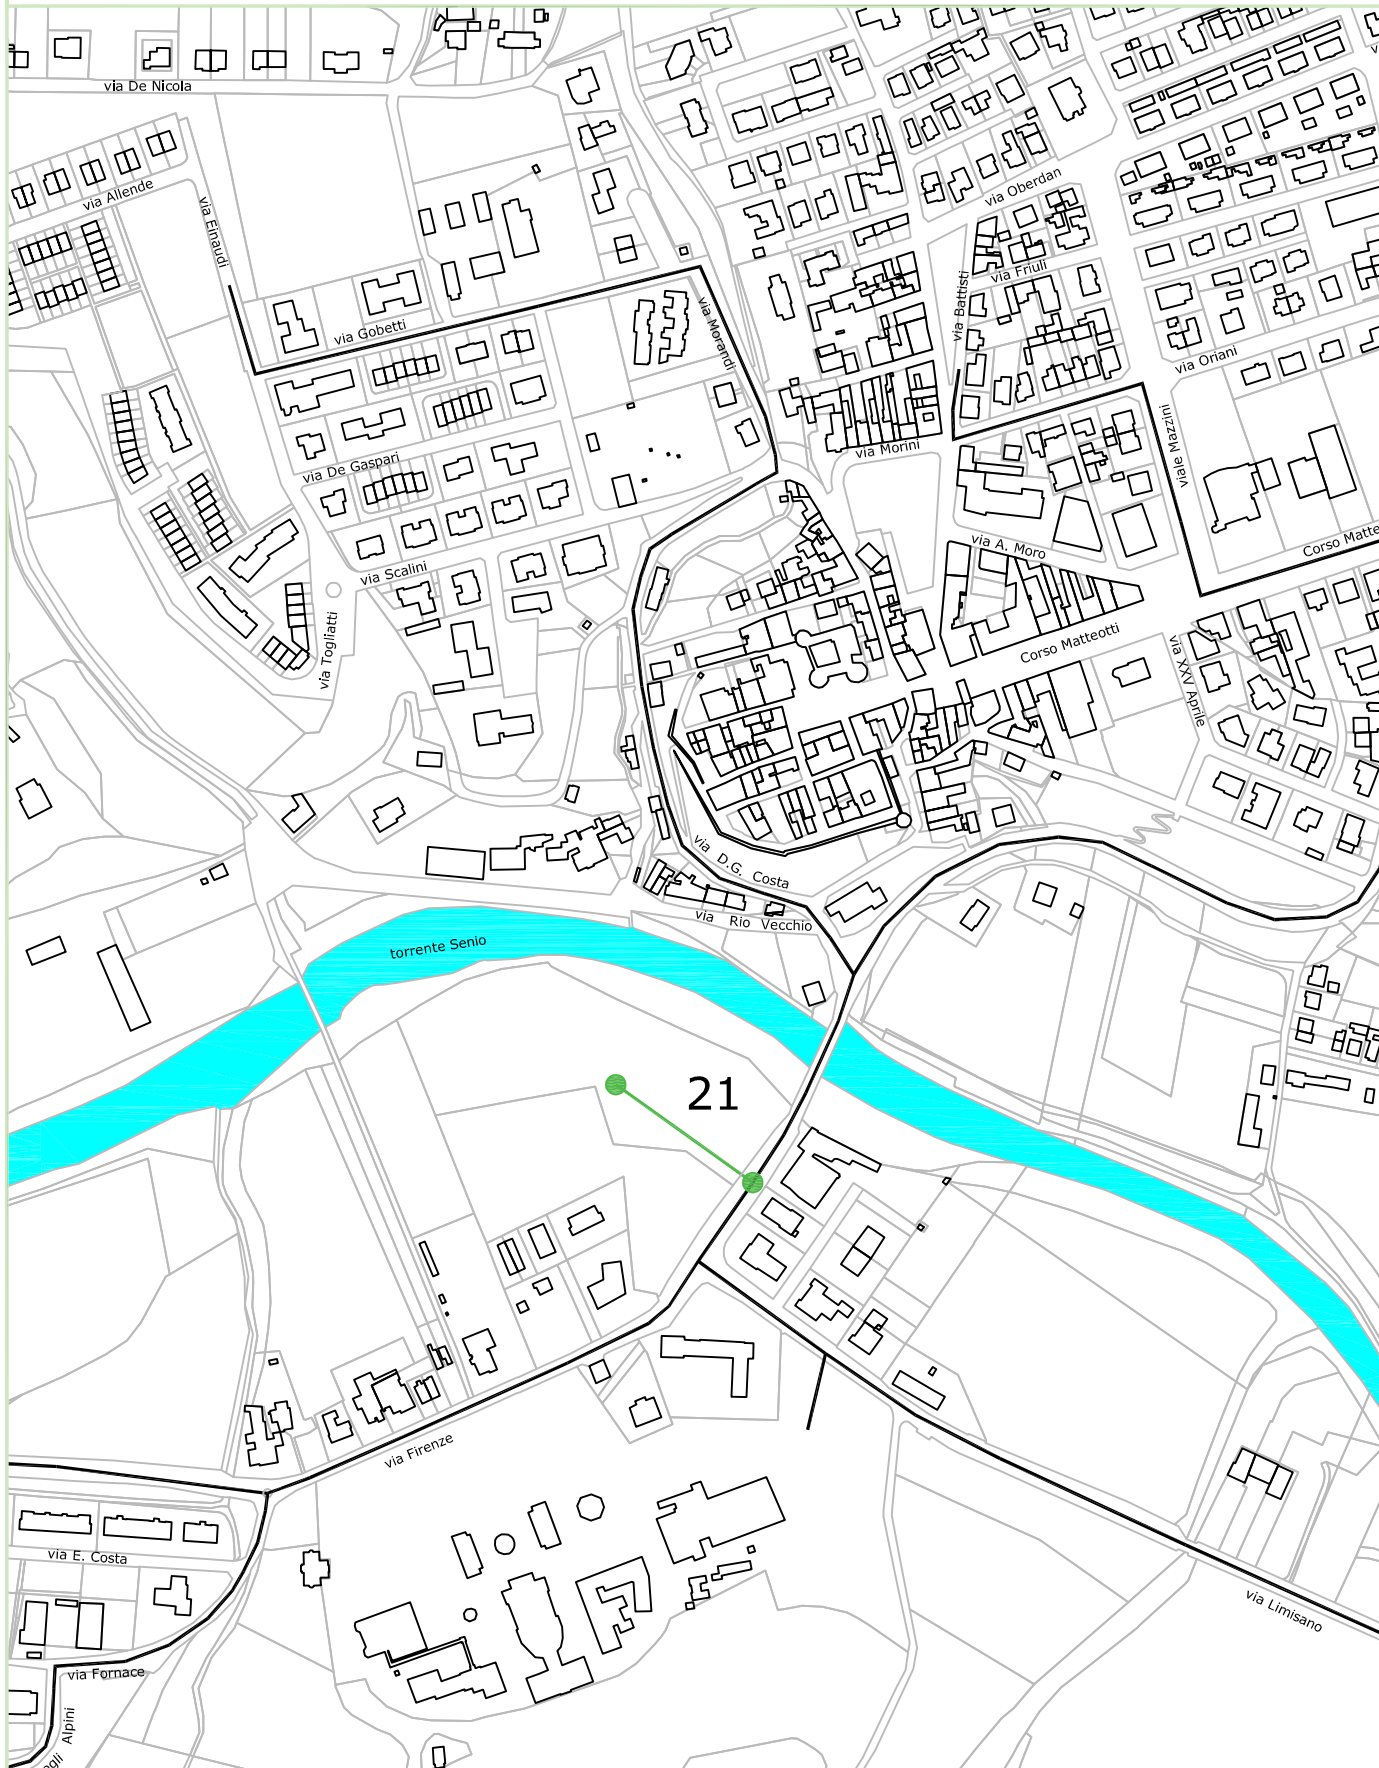 via De Nicola
via Allende
via Einaudi
via Oberdan
via Friuli
via Battisti
via Gobetti
via Morandi
via Oriani
viale Mazzini
via Morini
via De Gaspari
Corso Matte
via A. Moro
via Scalini
via Togliatti
Corso Matteotti
via XXV Aprile
via D.G. Costa
via Rio Vecchio
torrente Senio
21
via Firenze
via E. Costa
via Limisano
via Fornace
Alpini